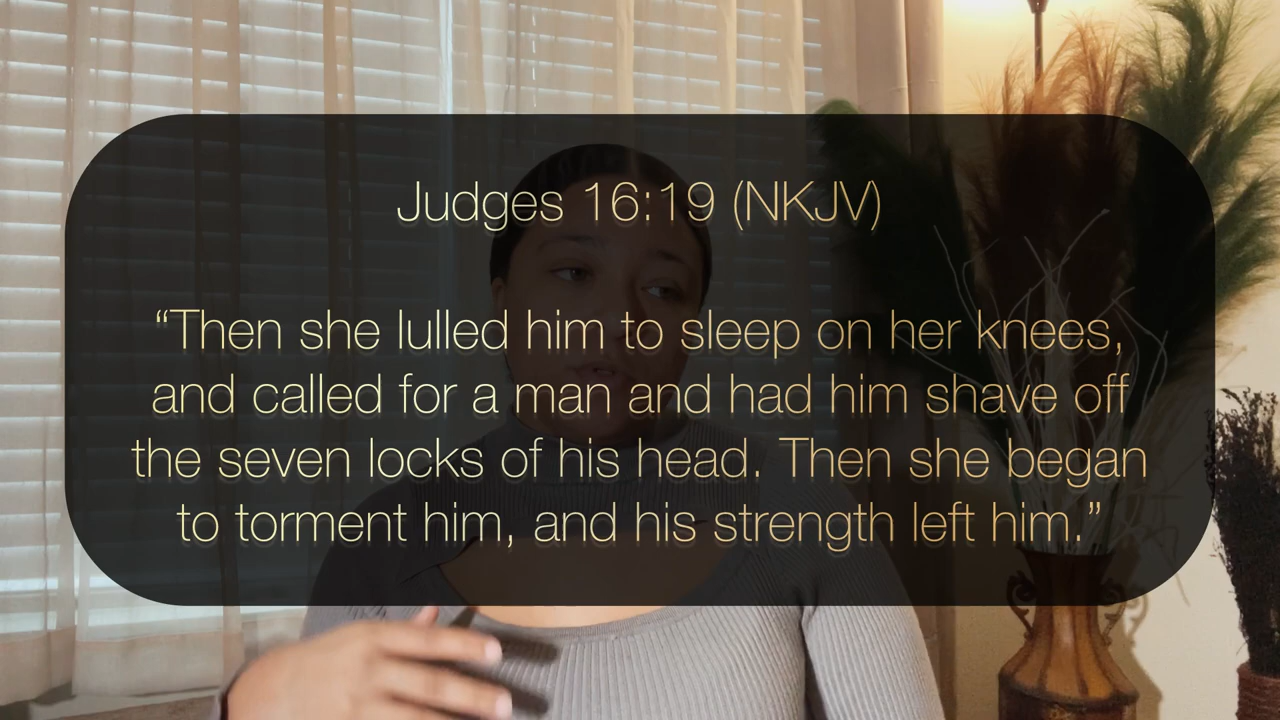 Judges 16:19 (NKJV)
“Then she lulled him to sleep on her knees,
and called for a man and had him shave off
the seven locks of his head. Then she began
to torment him, and his strength left him.”